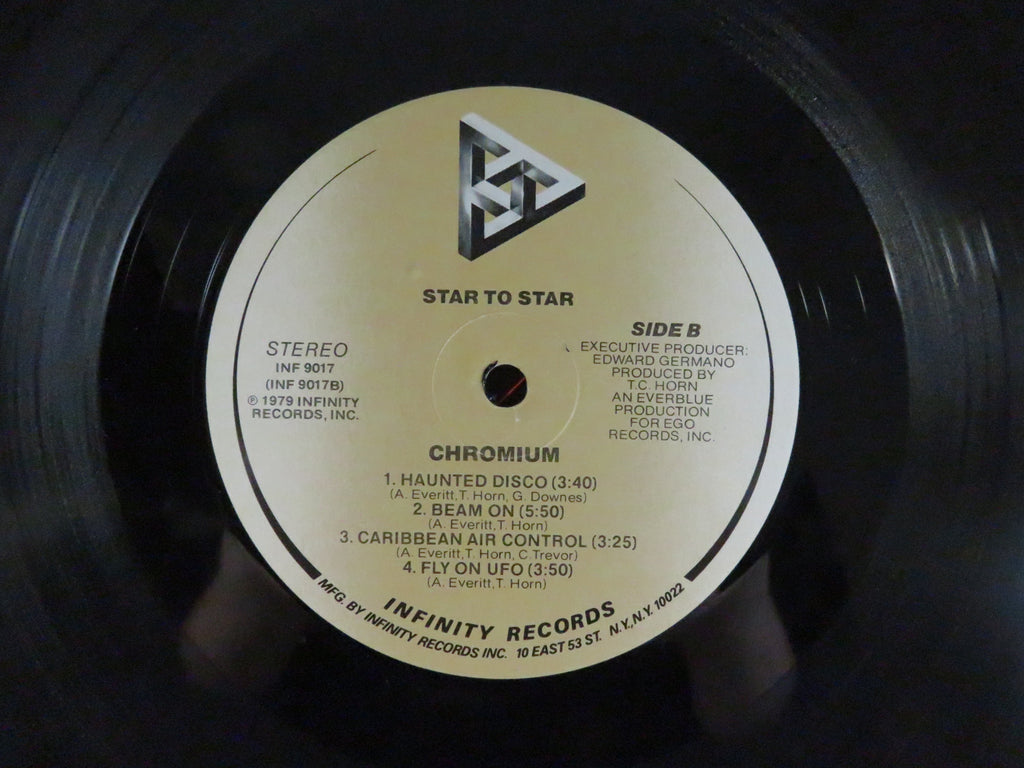 STAR TO STAR
STEREO
INF 9017
(INF 9017B)
℗ 1979 INFINITY
RECORDS, INC.
SIDE B
EXECUTIVE PRODUCER:
EDWARD GERMANO
PRODUCED BY
T.C. HORN
AN EVERBLUE
PRODUCTION
FOR EGO
RECORDS, INC.
CHROMIUM
1. HAUNTED DISCO (3:40)
(A. Everitt, T. Horn, G. Downes)
2. BEAM ON (5:50)
(A. Everitt, T. Horn)
3. CARIBBEAN AIR CONTROL (3:25)
(A. Everitt, T. Horn, C. Trevor)
4. FLY ON UFO (3:50)
(A. Everitt, T. Horn)
INFINITY RECORDS
MFG. BY INFINITY RECORDS INC. 10 EAST 53 ST. N.Y., N.Y. 10022